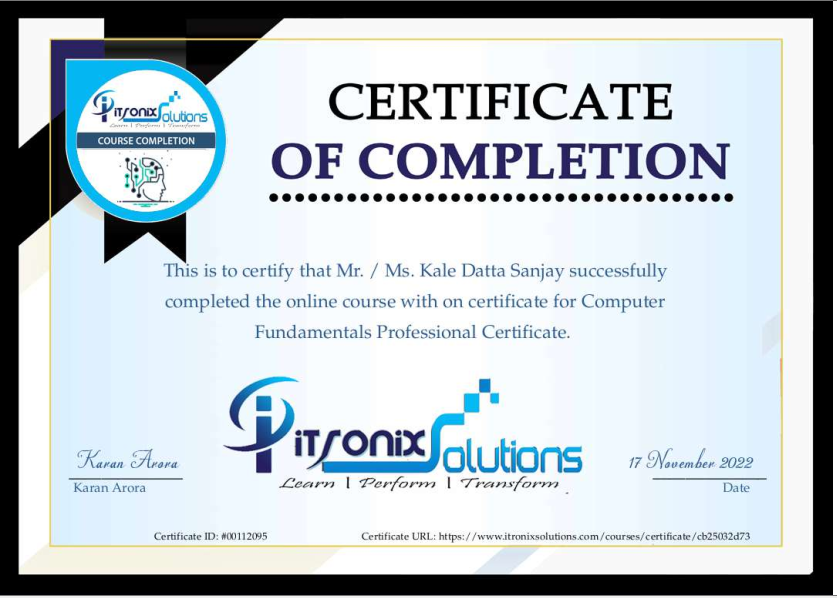 itronix Solutions
Learn | Perform | Transform
COURSE COMPLETION
CERTIFICATE
OF COMPLETION
This is to certify that Mr. / Ms. Kale Datta Sanjay successfully
completed the online course with on certificate for Computer
Fundamentals Professional Certificate.
itronix Solutions
Learn | Perform | Transform
Karan Arora
Karan Arora
17 November 2022
Date
Certificate ID: #00112095
Certificate URL: https://www.itronixsolutions.com/courses/certificate/cb25032d73